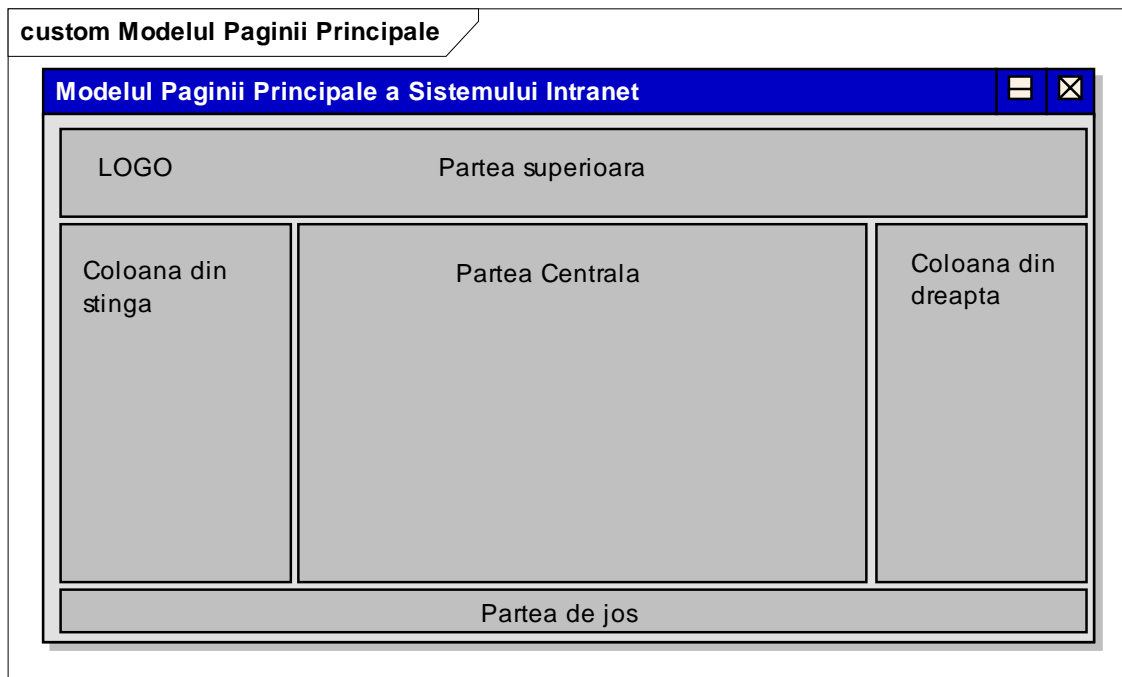 custom Modelul Paginii Principale
Modelul Paginii Principale a Sistemului Intranet
LOGO
Partea superioara
Coloana din
stinga
Partea Centrala
Coloana din
dreapta
Partea de jos